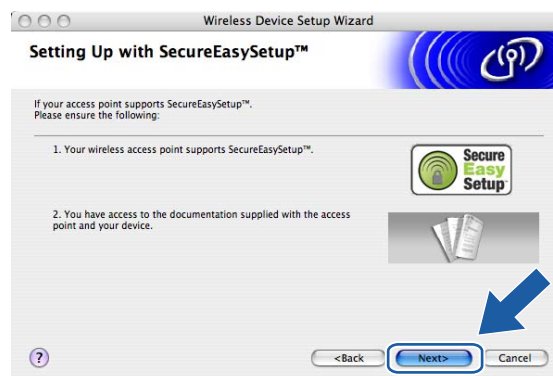 Wireless Device Setup Wizard
Setting Up with SecureEasySetup™
If your access point supports SecureEasySetup™.
Please ensure the following:
1. Your wireless access point supports SecureEasySetup™.
Secure
Easy
Setup
2. You have access to the documentation supplied with the access
point and your device.
?
<Back
Next>
Cancel